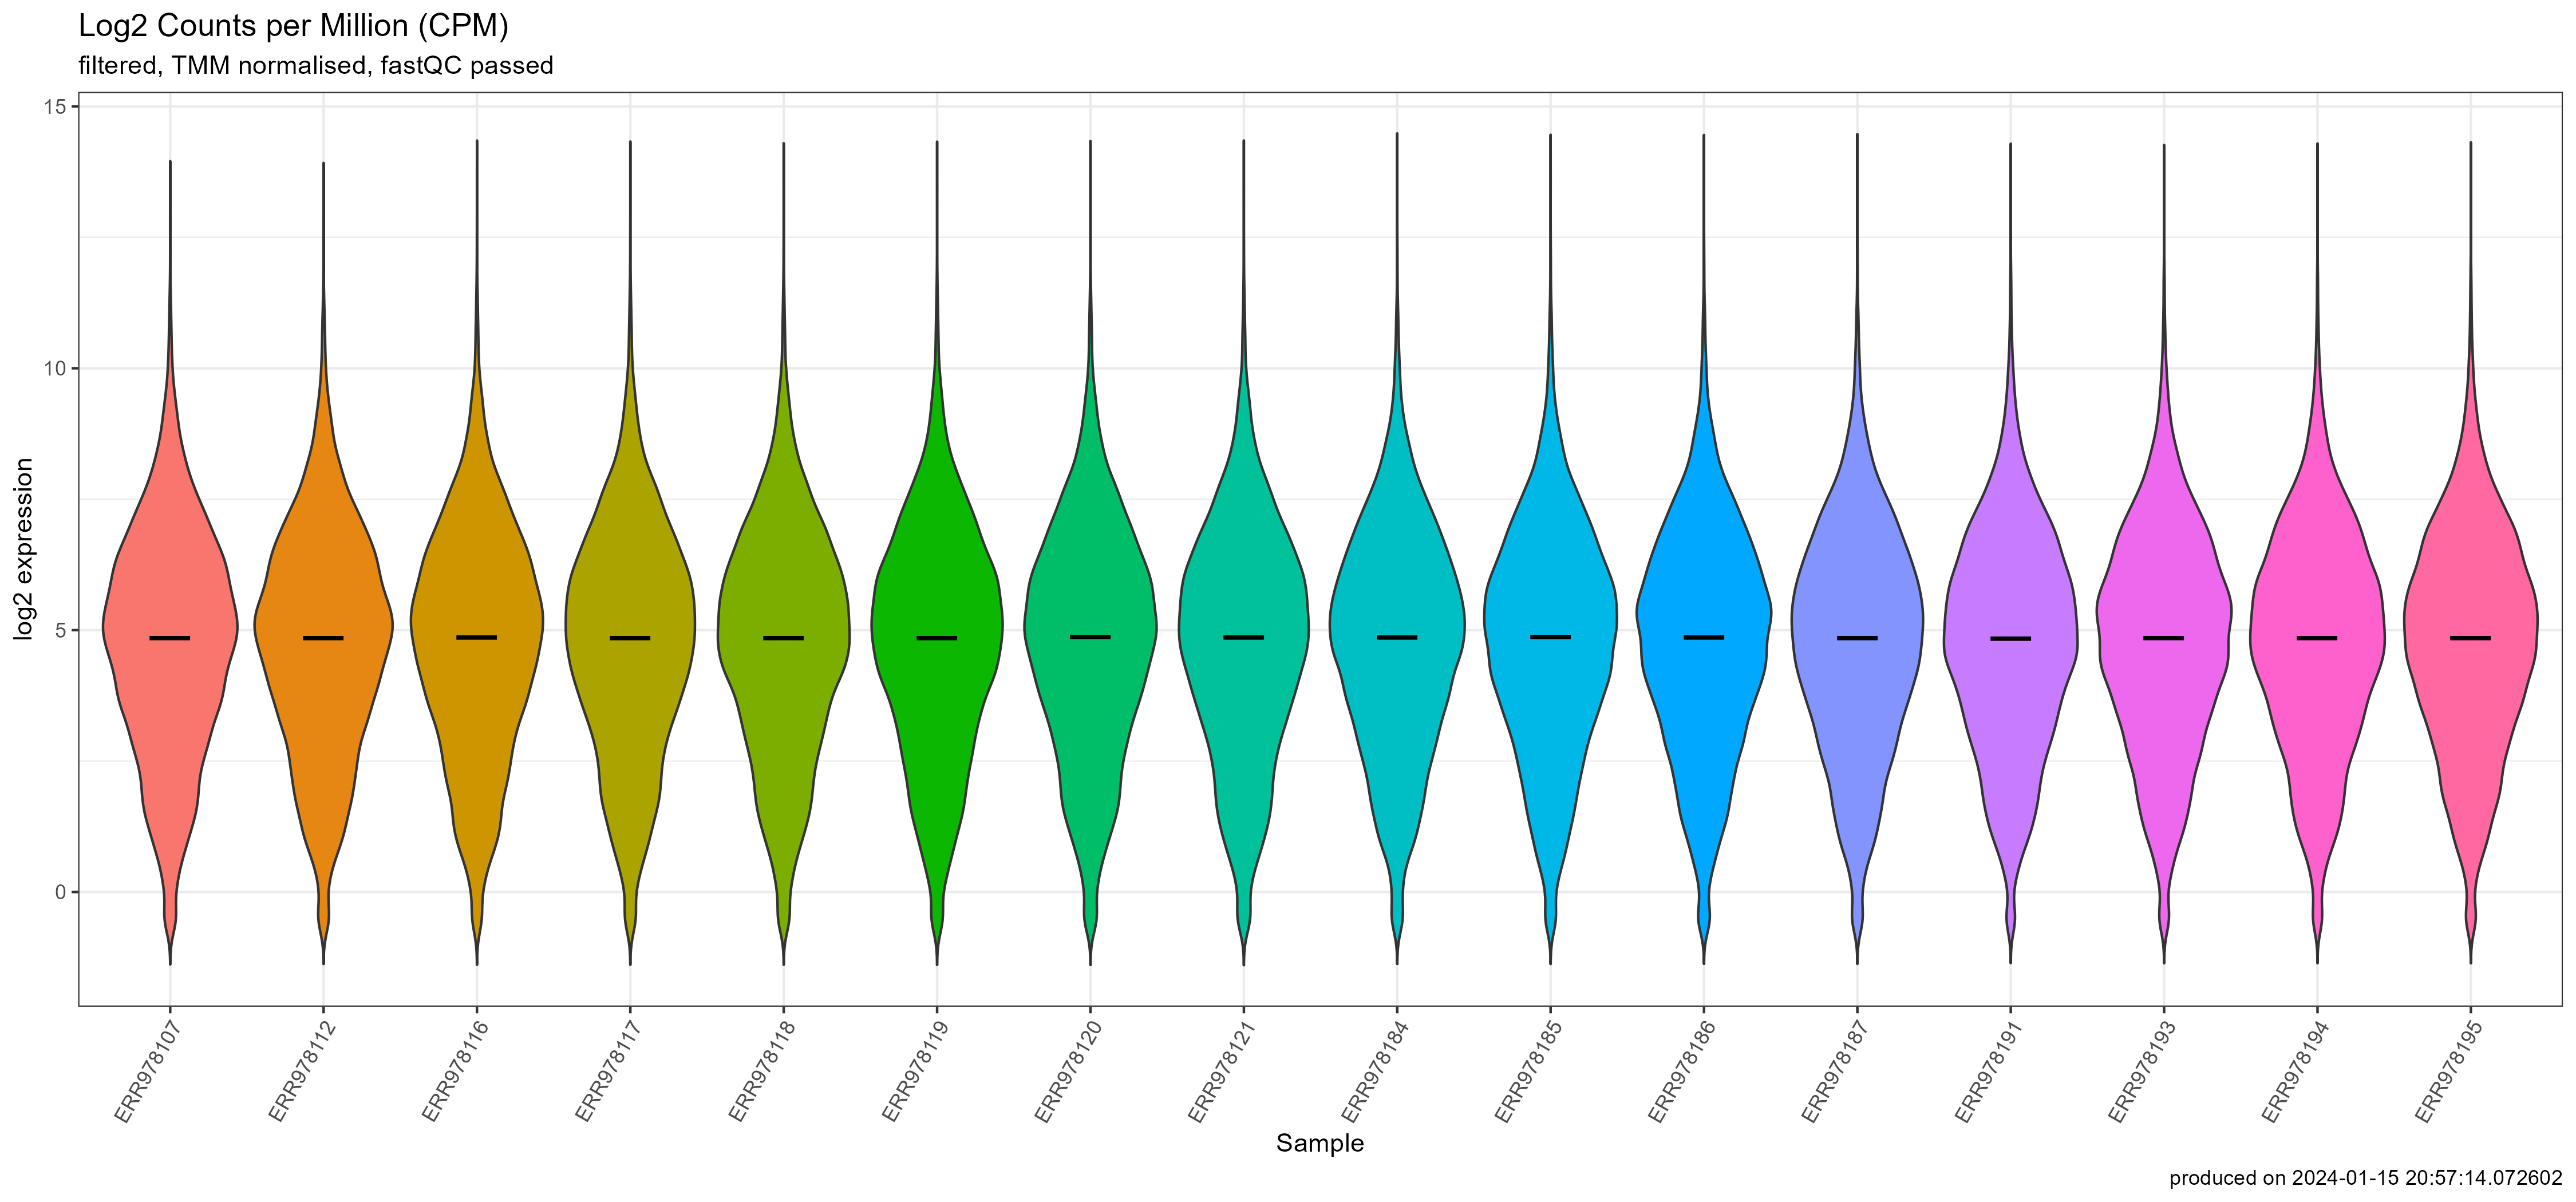 Log2 Counts per Million (CPM)
filtered, TMM normalised, fastQC passed
15
10
5
0
log2 expression
ERR978107
ERR978112
ERR978116
ERR978117
ERR978118
ERR978119
ERR978120
ERR978121
ERR978184
ERR978185
ERR978186
ERR978187
ERR978191
ERR978193
ERR978194
ERR978195
Sample
produced on 2024-01-15 20:57:14.072602